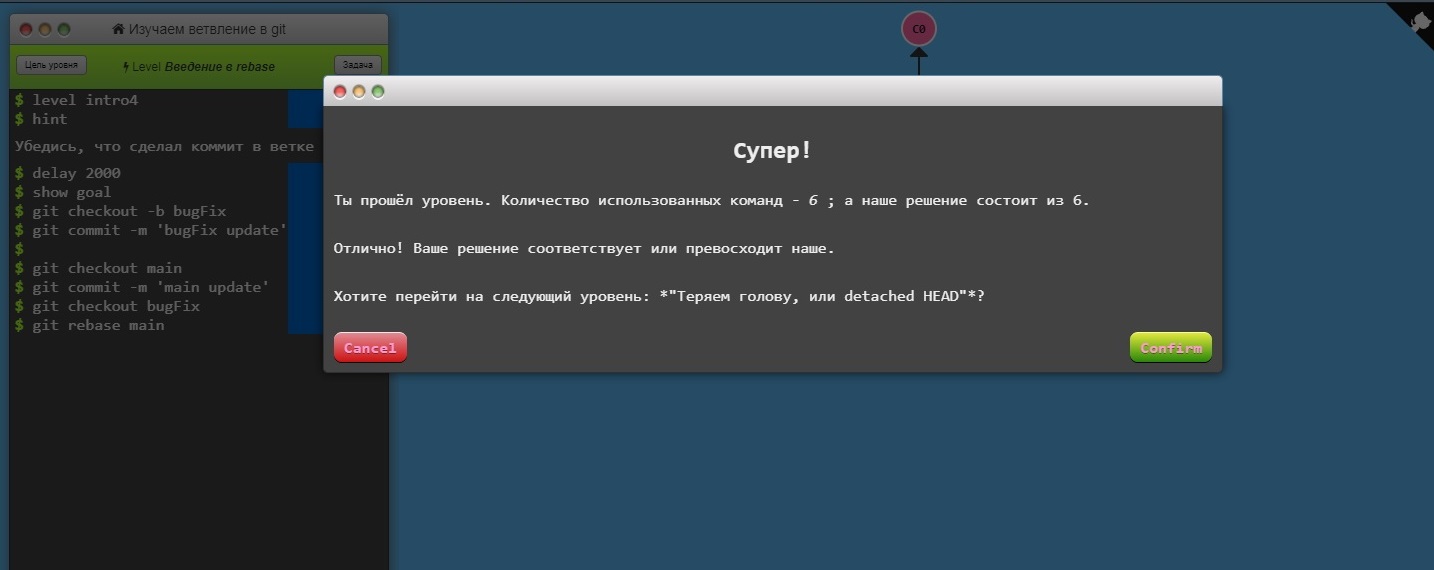 Изучаем ветвление в git
Цель уровня
Level Введение в rebase
Задача
$ level intro4
$ hint
Убедись, что сделал коммит в ветке
$ delay 2000
$ show goal
$ git checkout -b bugFix
$ git commit -m 'bugFix update'
$
$ git checkout main
$ git commit -m 'main update'
$ git checkout bugFix
$ git rebase main
C0
Супер!
Ты прошёл уровень. Количество использованных команд - 6 ; а наше решение состоит из 6.
Отлично! Ваше решение соответствует или превосходит наше.
Хотите перейти на следующий уровень: *"Теряем голову, или detached HEAD"*?
Cancel
Confirm